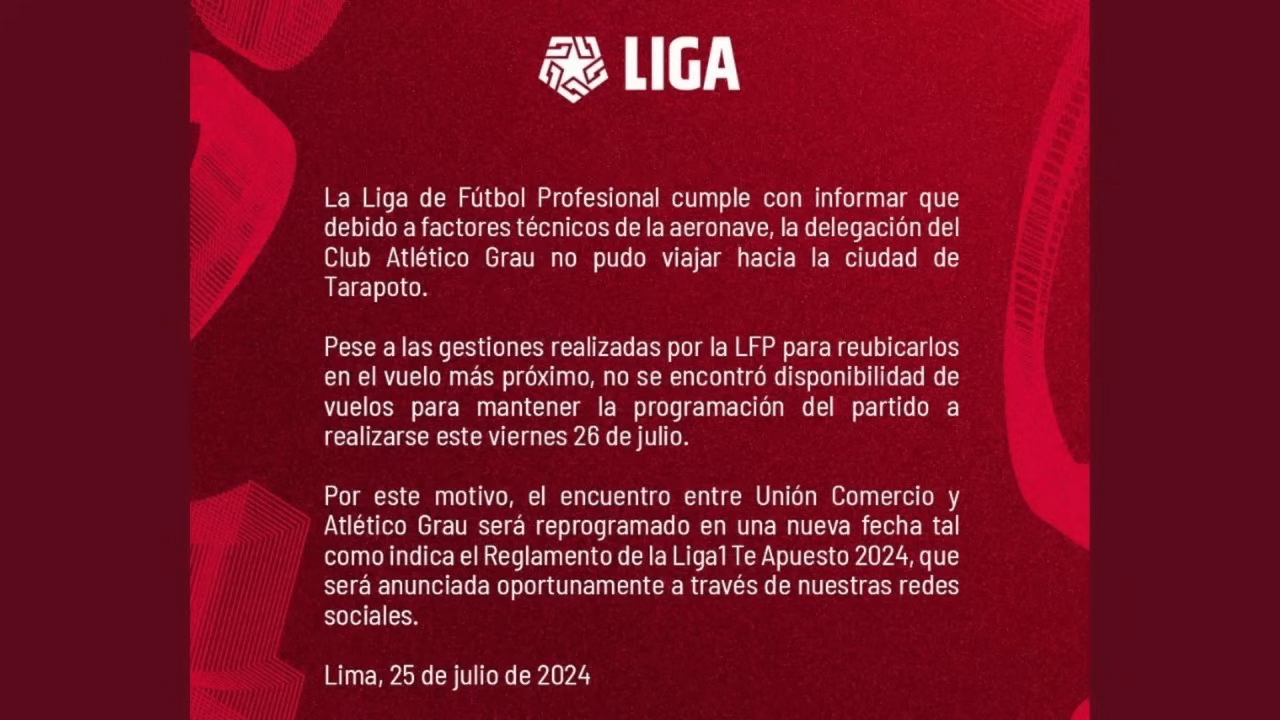 LIGA
La Liga de Fútbol Profesional cumple con informar que
debido a factores técnicos de la aeronave, la delegación del
Club Atlético Grau no pudo viajar hacia la ciudad de
Tarapoto.
Pese a las gestiones realizadas por la LFP para reubicarlos
en el vuelo más próximo, no se encontró disponibilidad de
vuelos para mantener la programación del partido a
realizarse este viernes 26 de julio.
Por este motivo, el encuentro entre Unión Comercio y
Atlético Grau será reprogramado en una nueva fecha tal
como indica el Reglamento de la Liga1 Te Apuesto 2024, que
será anunciada oportunamente a través de nuestras redes
sociales.
Lima, 25 de julio de 2024